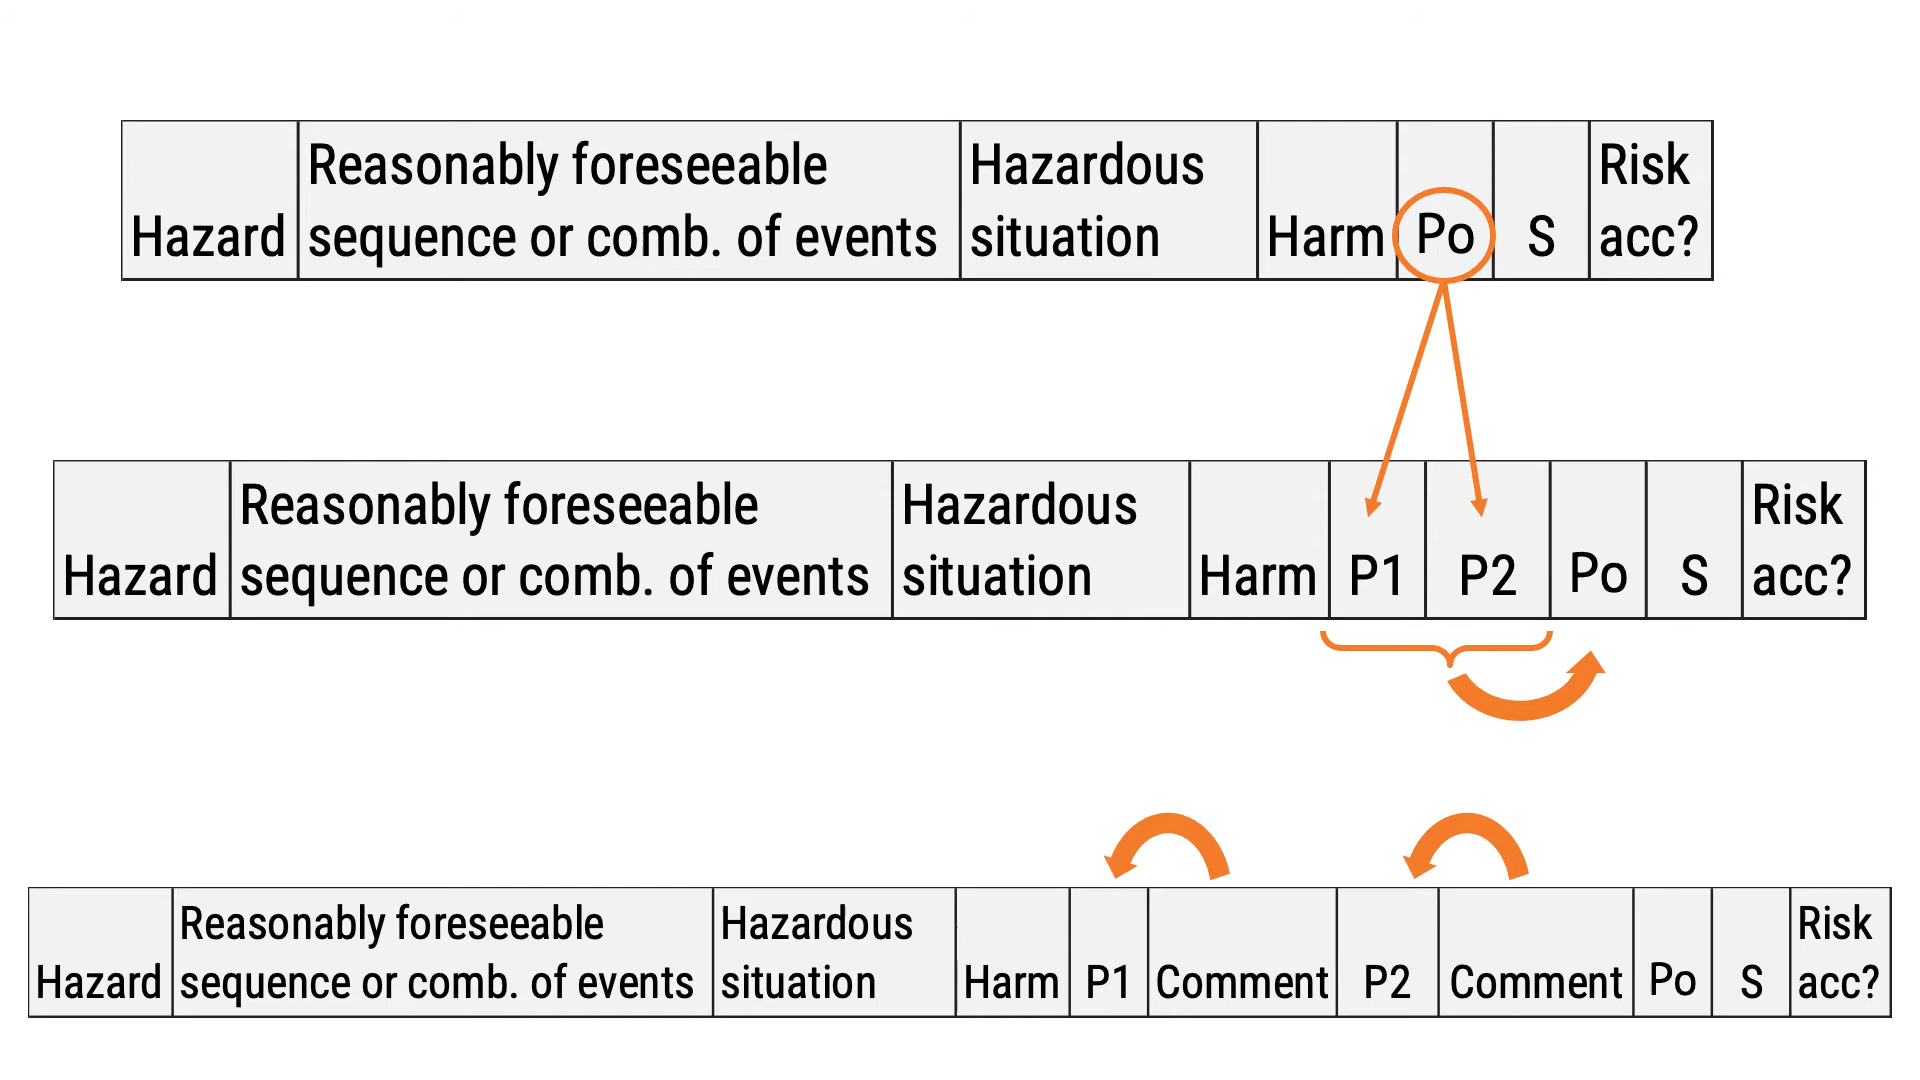 Hazard
Reasonably foreseeable
sequence or comb. of events
Hazardous
situation
Harm
Po
S
Risk
acc?
Hazard
Reasonably foreseeable
sequence or comb. of events
Hazardous
situation
Harm
P1
P2
Po
S
Risk
acc?
Hazard
Reasonably foreseeable
sequence or comb. of events
Hazardous
situation
Harm
P1
Comment
P2
Comment
Po
S
Risk
acc?